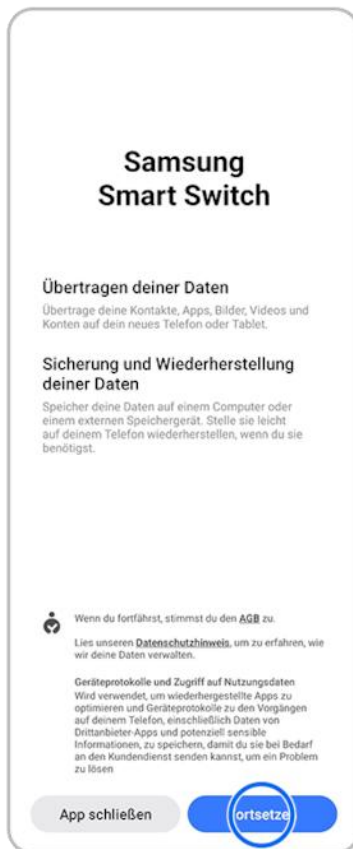 Samsung
Smart Switch
Übertragen deiner Daten
Übertrage deine Kontakte, Apps, Bilder, Videos und
Konten auf dein neues Telefon oder Tablet.
Sicherung und Wiederherstellung
deiner Daten
Speicher deine Daten auf einem Computer oder
einem externen Speichergerät. Stelle sie leicht
auf deinem Telefon wiederherstellen, wenn du sie
benötigst.
Wenn du fortfährst, stimmst du den AGB zu.
Lies unseren Datenschutzhinweis, um zu erfahren, wie
wir deine Daten verwalten.
Geräteprotokolle und Zugriff auf Nutzungsdaten
Wird verwendet, um wiederhergestellte Apps zu
optimieren und Geräteprotokolle zu den Vorgängen
auf deinem Telefon, einschließlich Daten von
Drittanbieter-Apps und potenziell sensible
Informationen, zu speichern, damit du sie bei Bedarf
an den Kundendienst senden kannst, um ein Problem
zu lösen
App schließen
ortsetze